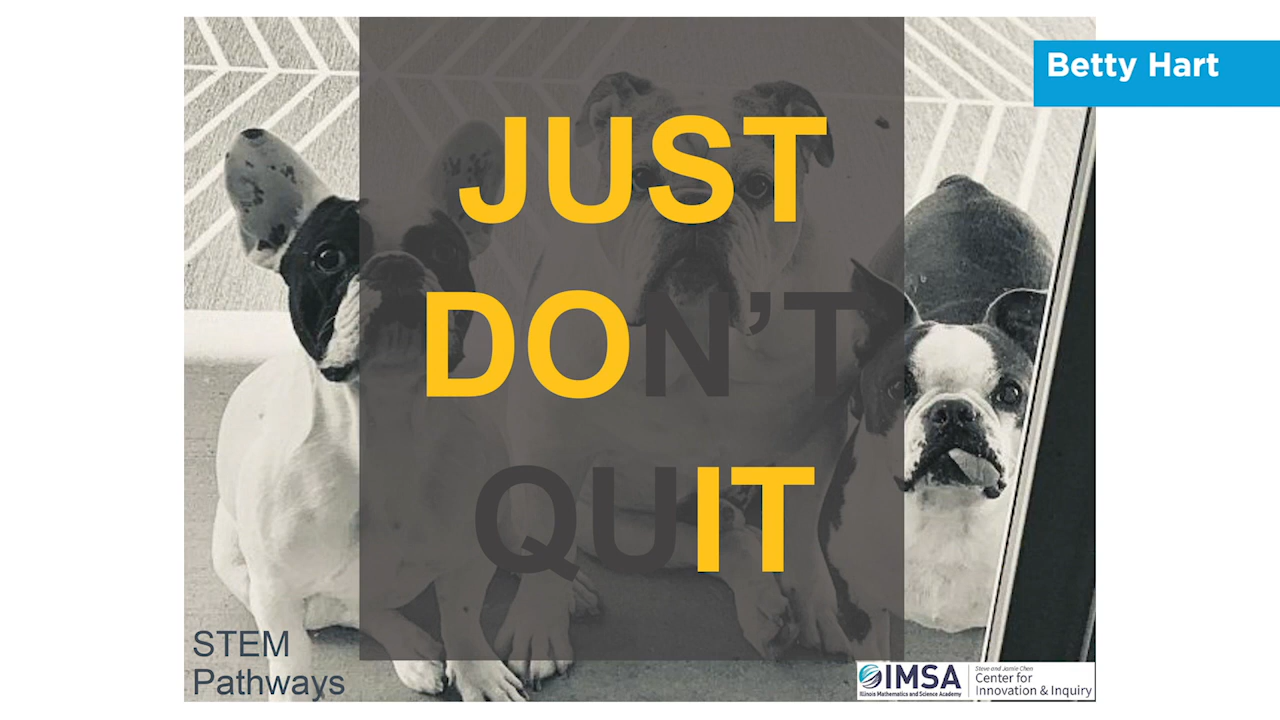 Betty Hart
JUST
DON’T
QUIT
STEM
Pathways
IMSA
Illinois Mathematics and Science Academy
Steve and Jamie Chen
Center for
Innovation & Inquiry